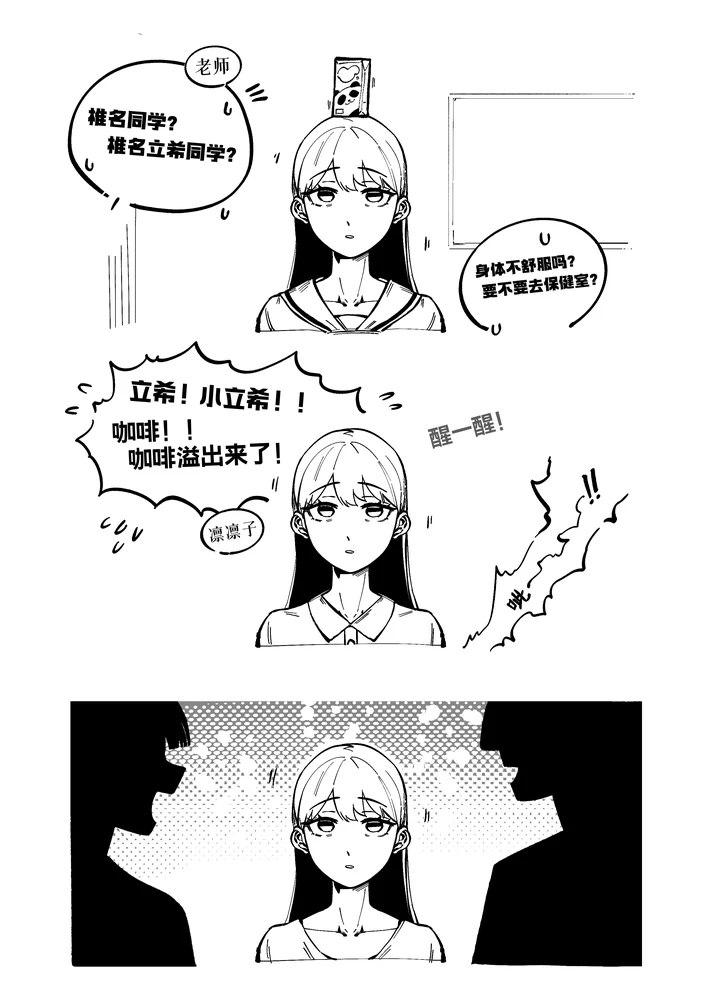 老师
椎名同学?
椎名立希同学?
身体不舒服吗?
要不要去保健室?
立希!小立希!!
咖啡!!
咖啡溢出来了!
醒一醒!
凛凛子
!!